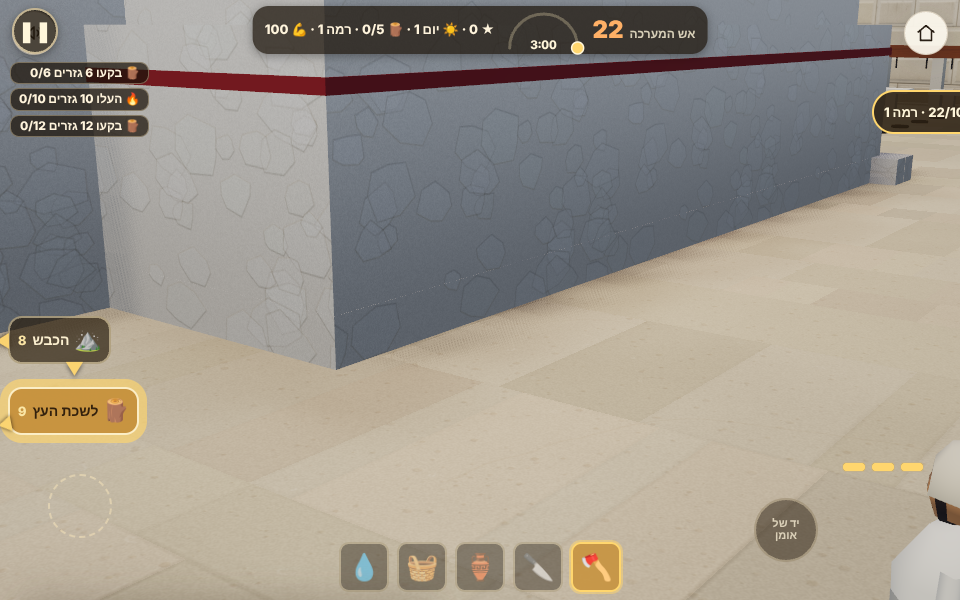 אש המערכה 22
3:00
★ 0 · יום 1 · 0/5 · רמה 1 · 100
בקעו 6 גזרים 0/6
העלו 10 גזרים 0/10
בקעו 12 גזרים 0/12
22/10 · רמה 1
הכבש 8
לשכת העץ 9
יד של
אומן